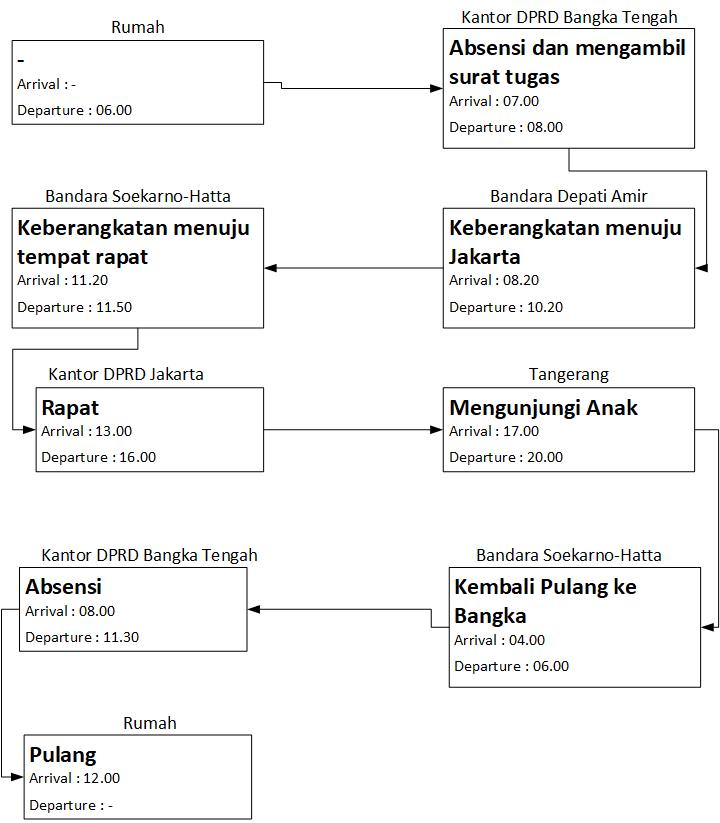 Rumah
-
Arrival : -
Departure : 06.00
Kantor DPRD Bangka Tengah
Absensi dan mengambil
surat tugas
Arrival : 07.00
Departure : 08.00
Bandara Depati Amir
Keberangkatan menuju
Jakarta
Arrival : 08.20
Departure : 10.20
Bandara Soekarno-Hatta
Keberangkatan menuju
tempat rapat
Arrival : 11.20
Departure : 11.50
Kantor DPRD Jakarta
Rapat
Arrival : 13.00
Departure : 16.00
Tangerang
Mengunjungi Anak
Arrival : 17.00
Departure : 20.00
Bandara Soekarno-Hatta
Kembali Pulang ke
Bangka
Arrival : 04.00
Departure : 06.00
Kantor DPRD Bangka Tengah
Absensi
Arrival : 08.00
Departure : 11.30
Rumah
Pulang
Arrival : 12.00
Departure : -